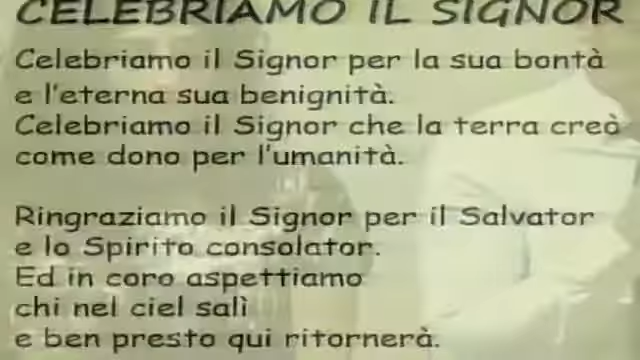 CELEBRIAMO IL SIGNOR
Celebriamo il Signor per la sua bontà
e l'eterna sua benignità.
Celebriamo il Signor che la terra creò
come dono per l'umanità.
Ringraziamo il Signor per il Salvator
e lo Spirito consolator.
Ed in coro aspettiamo
chi nel ciel salì
e ben presto qui ritornerà.